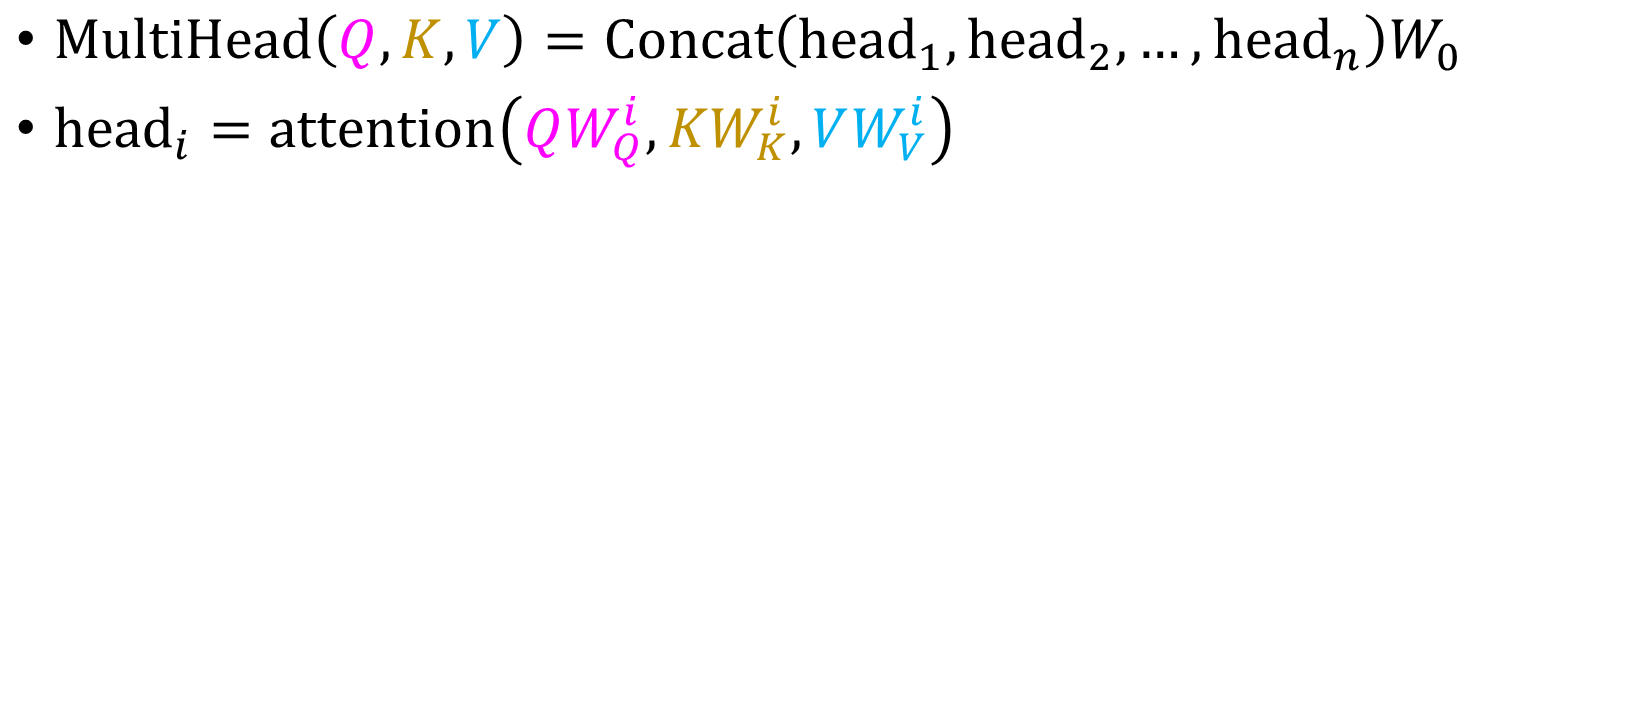 • MultiHead(Q, K, V) = Concat(head₁, head₂, … , headₙ)W₀
• headᵢ = attention(QW_Q^i, KW_K^i, VW_V^i)